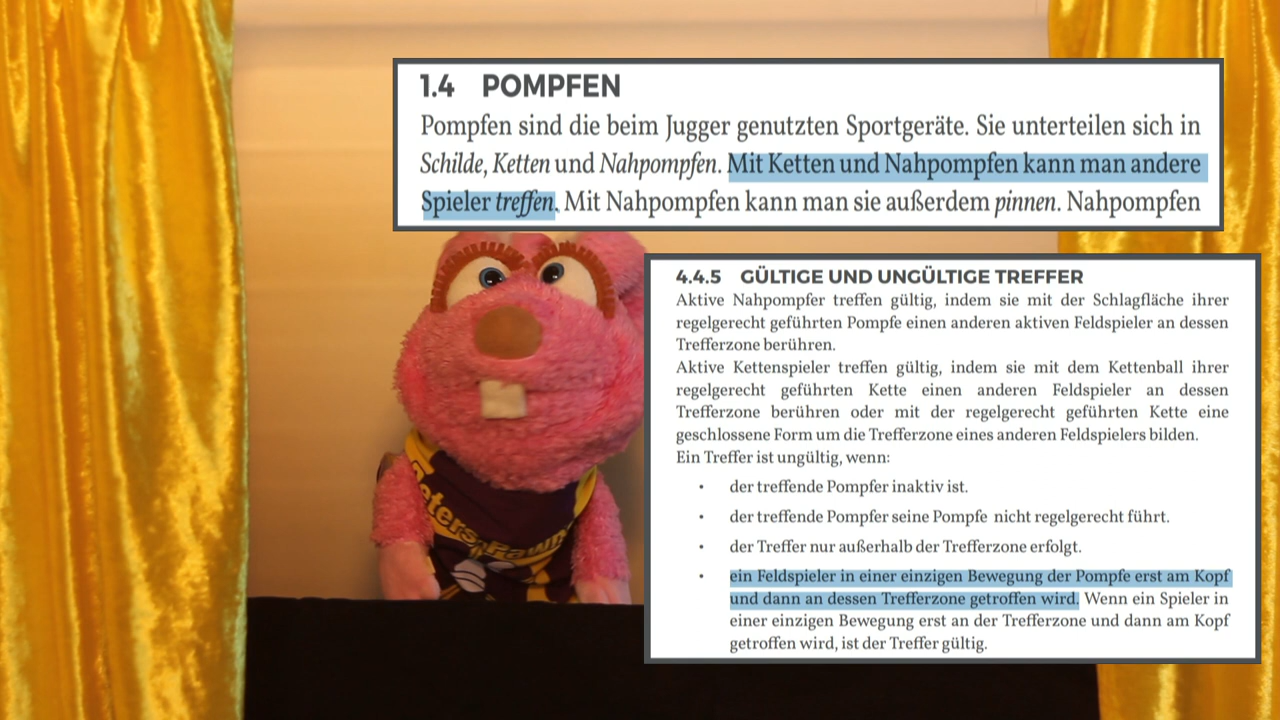 1.4 POMPFEN
Pompfen sind die beim Jugger genutzten Sportgeräte. Sie unterteilen sich in
Schilde, Ketten und Nahpompfen. Mit Ketten und Nahpompfen kann man andere
Spieler treffen. Mit Nahpompfen kann man sie außerdem pinnen. Nahpompfen
4.4.5 GÜLTIGE UND UNGÜLTIGE TREFFER
Aktive Nahpompfer treffen gültig, indem sie mit der Schlagfläche ihrer
regelgerecht geführten Pompfe einen anderen aktiven Feldspieler an dessen
Trefferzone berühren.
Aktive Kettenspieler treffen gültig, indem sie mit dem Kettenball ihrer
regelgerecht geführten Kette einen anderen Feldspieler an dessen
Trefferzone berühren oder mit der regelgerecht geführten Kette eine
geschlossene Form um die Trefferzone eines anderen Feldspielers bilden.
Ein Treffer ist ungültig, wenn:
• der treffende Pompfer inaktiv ist.
• der treffende Pompfer seine Pompfe nicht regelgerecht führt.
• der Treffer nur außerhalb der Trefferzone erfolgt.
• ein Feldspieler in einer einzigen Bewegung der Pompfe erst am Kopf
und dann an dessen Trefferzone getroffen wird. Wenn ein Spieler in
einer einzigen Bewegung erst an der Trefferzone und dann am Kopf
getroffen wird, ist der Treffer gültig.